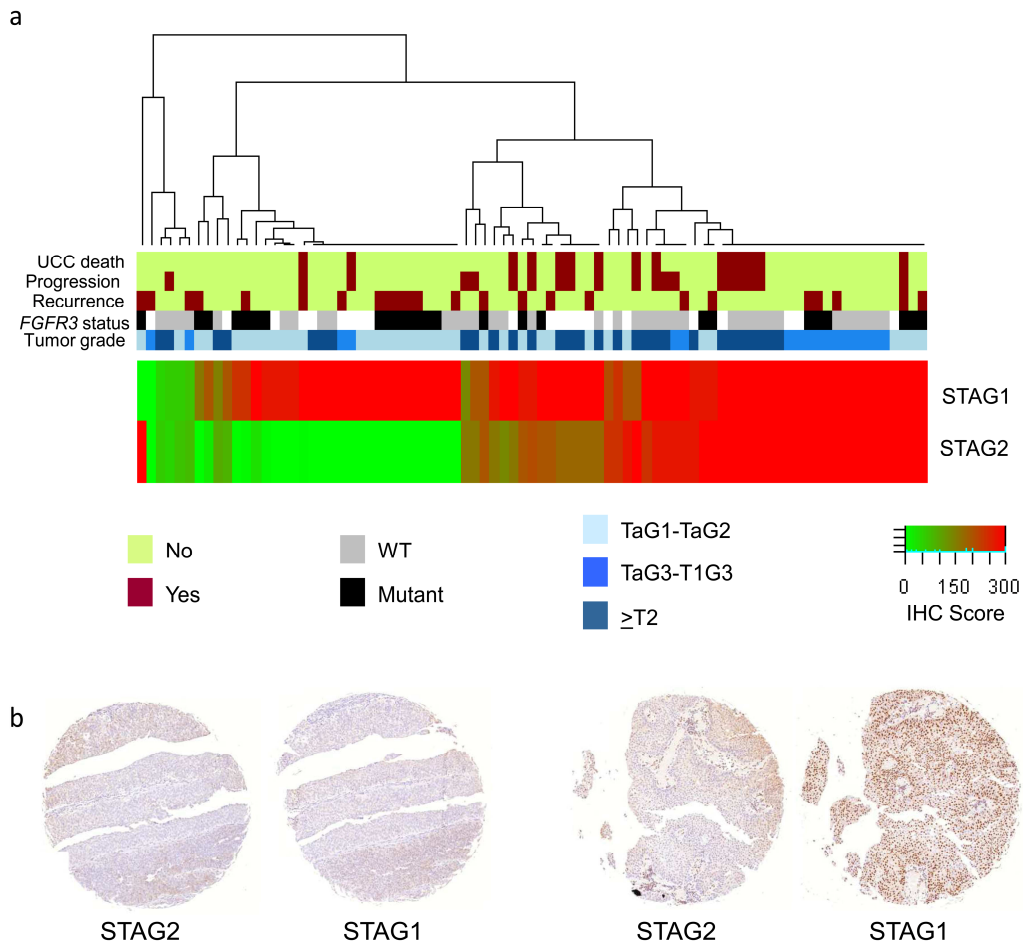 a
UCC death
Progression
Recurrence
FGFR3 status
Tumor grade
STAG1
STAG2
No
Yes
WT
Mutant
TaG1-TaG2
TaG3-T1G3
≥T2
0 150 300
IHC Score
b
STAG2 STAG1 STAG2 STAG1